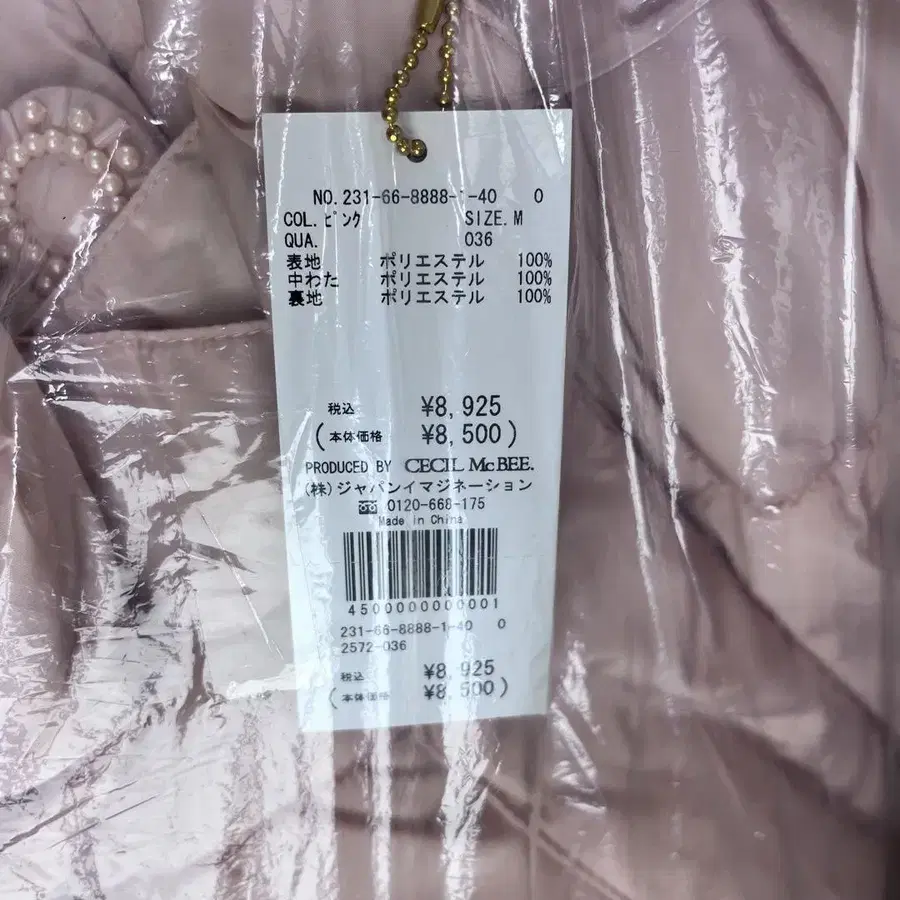 NO. 231-66-8888-1-40 0
COL. ピンク SIZE. M
QUA. 036
表地 ポリエステル 100%
中わた ポリエステル 100%
裏地 ポリエステル 100%
税込 ¥8,925
(本体価格 ¥8,500)
PRODUCED BY CECIL McBEE.
(株)ジャパンイマジネーション
0120-668-175
Made in China
4500000000001
231-66-8888-1-40 0
2572-036
税込 ¥8,925
(本体価格 ¥8,500)